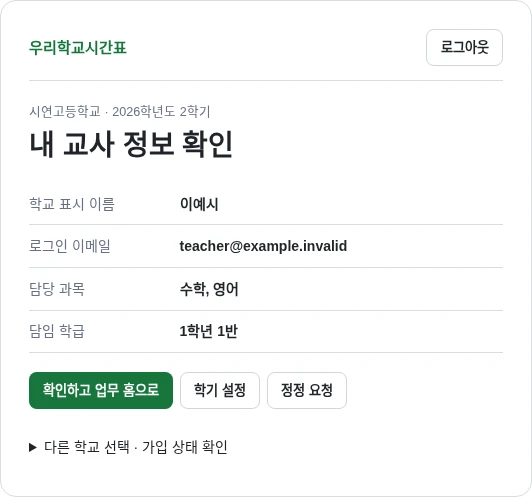 우리학교시간표
로그아웃
시연고등학교 · 2026학년도 2학기
내 교사 정보 확인
학교 표시 이름 이예시
로그인 이메일 teacher@example.invalid
담당 과목 수학, 영어
담임 학급 1학년 1반
확인하고 업무 홈으로 학기 설정 정정 요청
▶ 다른 학교 선택 · 가입 상태 확인